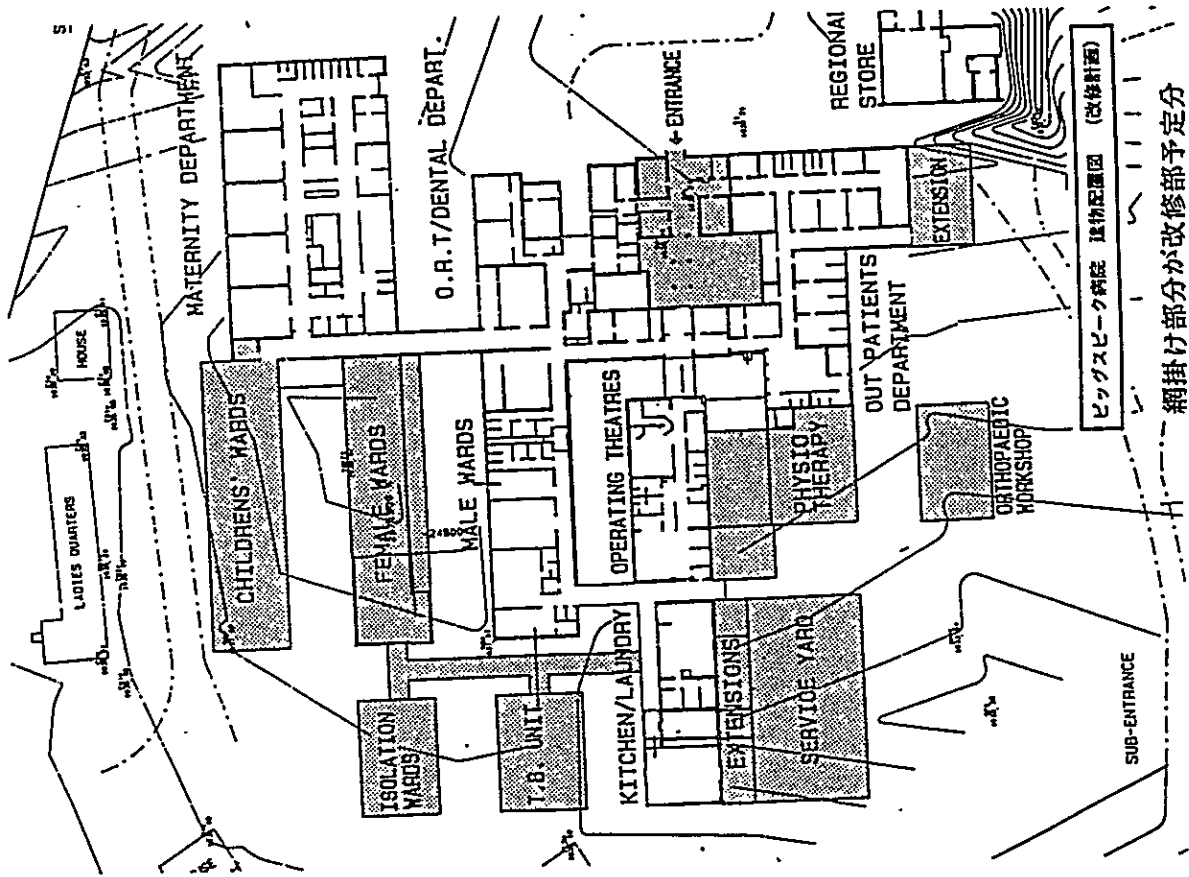 LADIES QUARTERS
HOUSE
MATERNITY DEPARTMENT
CHILDRENS' WARDS
ISOLATION
WARDS
FEMALE WARDS
24500
O.R.T/DENTAL DEPART.
MALE WARDS
T.B. UNIT
← ENTRANCE
OPERATING THEATRES
KITCHEN/LAUNDRY
REGIONAL
STORE
EXTENSIONS
PHYSIO
THERAPY
SERVICE YARD
OUT PATIENTS
DEPARTMENT
EXTENSION
ORTHOPAEDIC
WORKSHOP
SUB-ENTRANCE
ビッグスピーク病院 建物配置図 (改修計画)
網掛け部分が改修部予定分